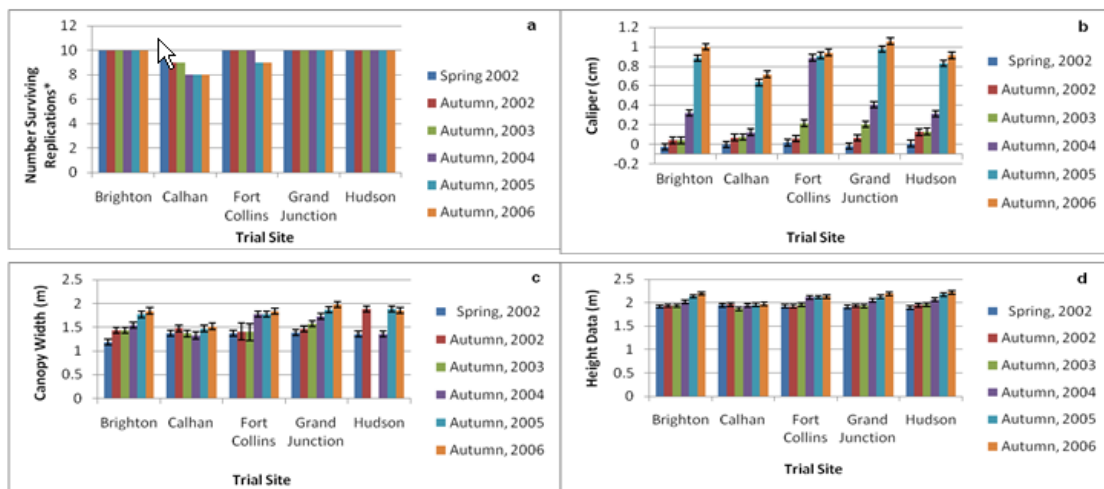 a
12
10
8
6
4
2
0
Number Surviving
Replications*
Brighton Calhan Fort Collins Grand Junction Hudson
Trial Site
Spring 2002
Autumn, 2002
Autumn, 2003
Autumn, 2004
Autumn, 2005
Autumn, 2006
b
1.2
1
0.8
0.6
0.4
0.2
0
-0.2
Caliper (cm)
Brighton Calhan Fort Collins Grand Junction Hudson
Trial Site
Spring, 2002
Autumn, 2002
Autumn, 2003
Autumn, 2004
Autumn, 2005
Autumn, 2006
c
2.5
2
1.5
1
0.5
0
Canopy Width (m)
Brighton Calhan Fort Collins Grand Junction Hudson
Trial Site
Spring, 2002
Autumn, 2002
Autumn, 2003
Autumn, 2004
Autumn, 2005
Autumn, 2006
d
2.5
2
1.5
1
0.5
0
Height Data (m)
Brighton Calhan Fort Collins Grand Junction Hudson
Trial Site
Spring, 2002
Autumn, 2002
Autumn, 2003
Autumn, 2004
Autumn, 2005
Autumn, 2006